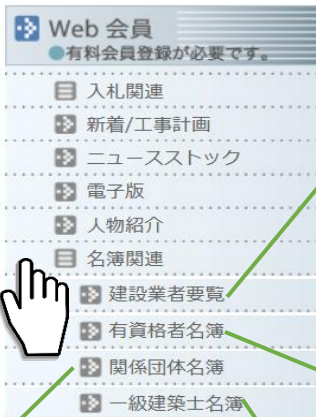 Web 会員
●有料会員登録が必要です。
入札関連
新着/工事計画
ニュースストック
電子版
人物紹介
名簿関連
建設業者要覧
有資格者名簿
関係団体名簿
一級建築士名簿